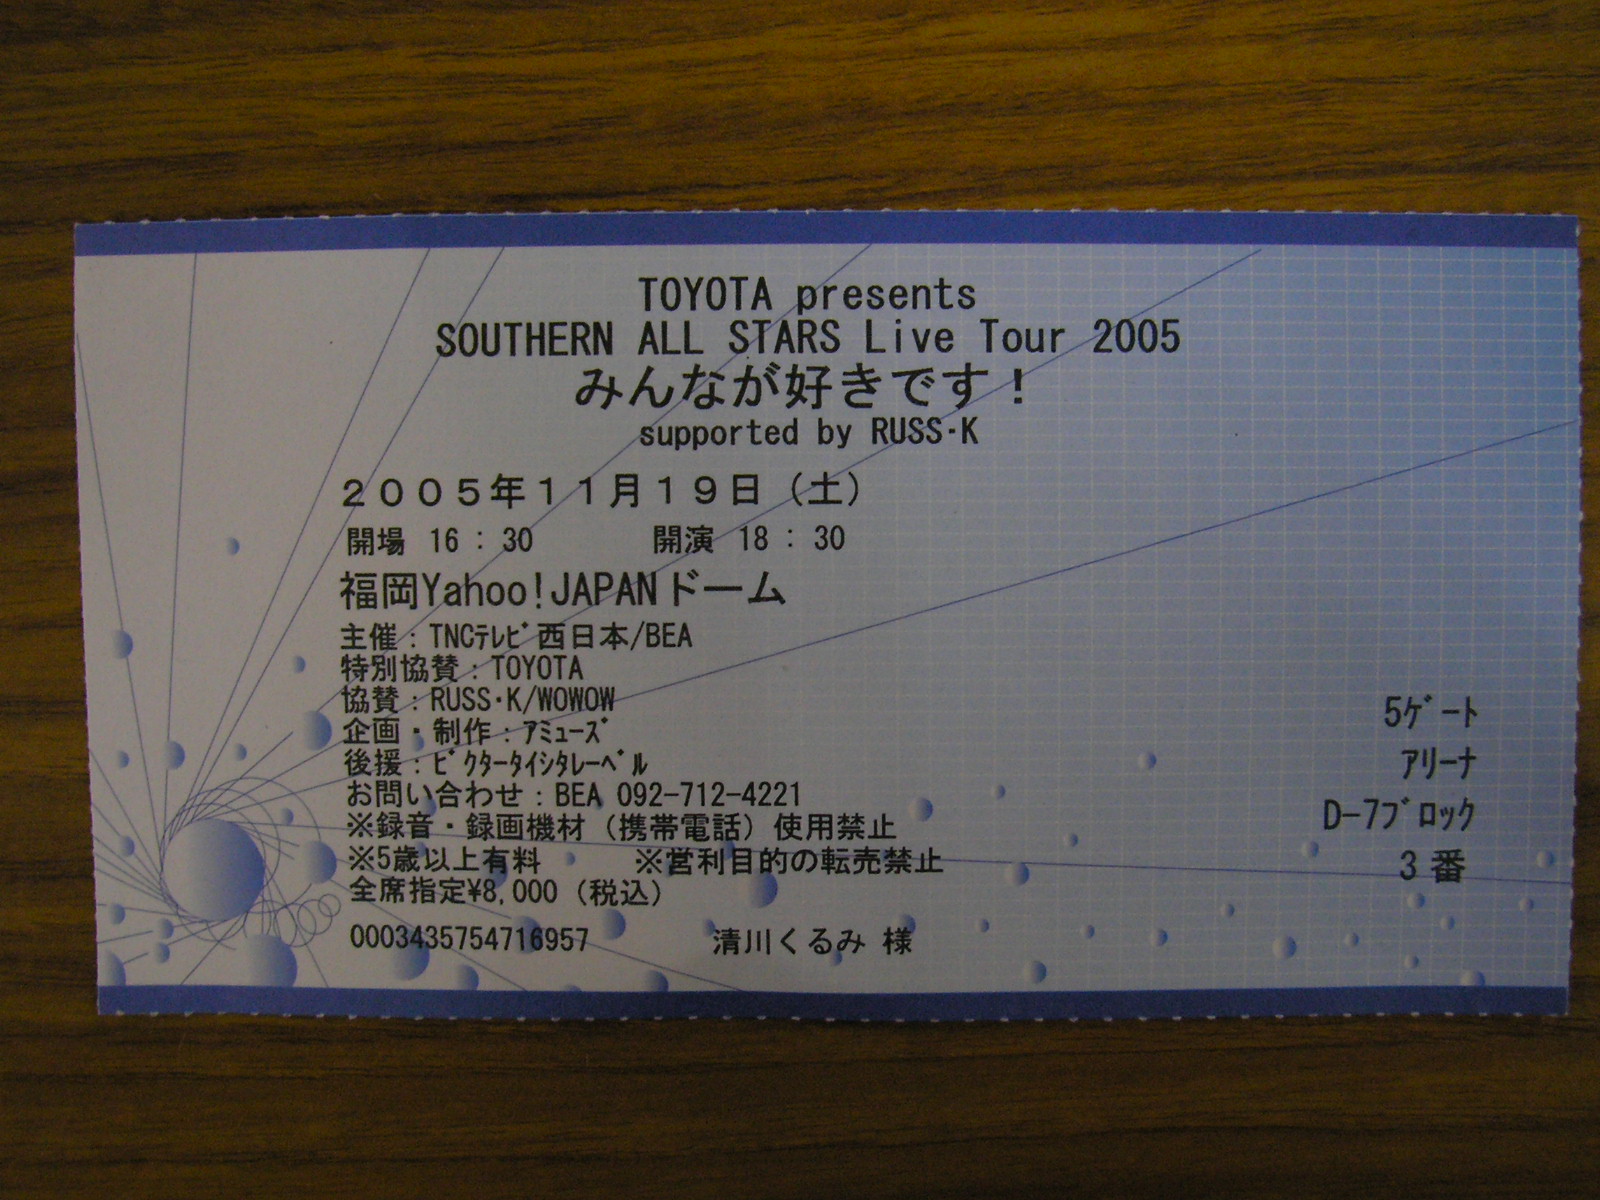 TOYOTA presents
SOUTHERN ALL STARS Live Tour 2005
みんなが好きです！
supported by RUSS・K
２００５年１１月１９日（土）
開場 16：30 開演 18：30
福岡Yahoo!JAPANドーム
主催：TNCﾃﾚﾋﾞ西日本/BEA
特別協賛：TOYOTA
協賛：RUSS・K/WOWOW
企画・制作：ｱﾐｭｰｽﾞ
後援：ﾋﾞｸﾀｰﾀｲｼﾀﾚｰﾍﾞﾙ
お問い合わせ：BEA 092-712-4221
※録音・録画機材（携帯電話）使用禁止
※5歳以上有料 ※営利目的の転売禁止
全席指定¥8,000（税込）
0003435754716957 清川くるみ 様
5ｹﾞｰﾄ
ｱﾘｰﾅ
D-7ﾌﾞﾛｯｸ
3 番